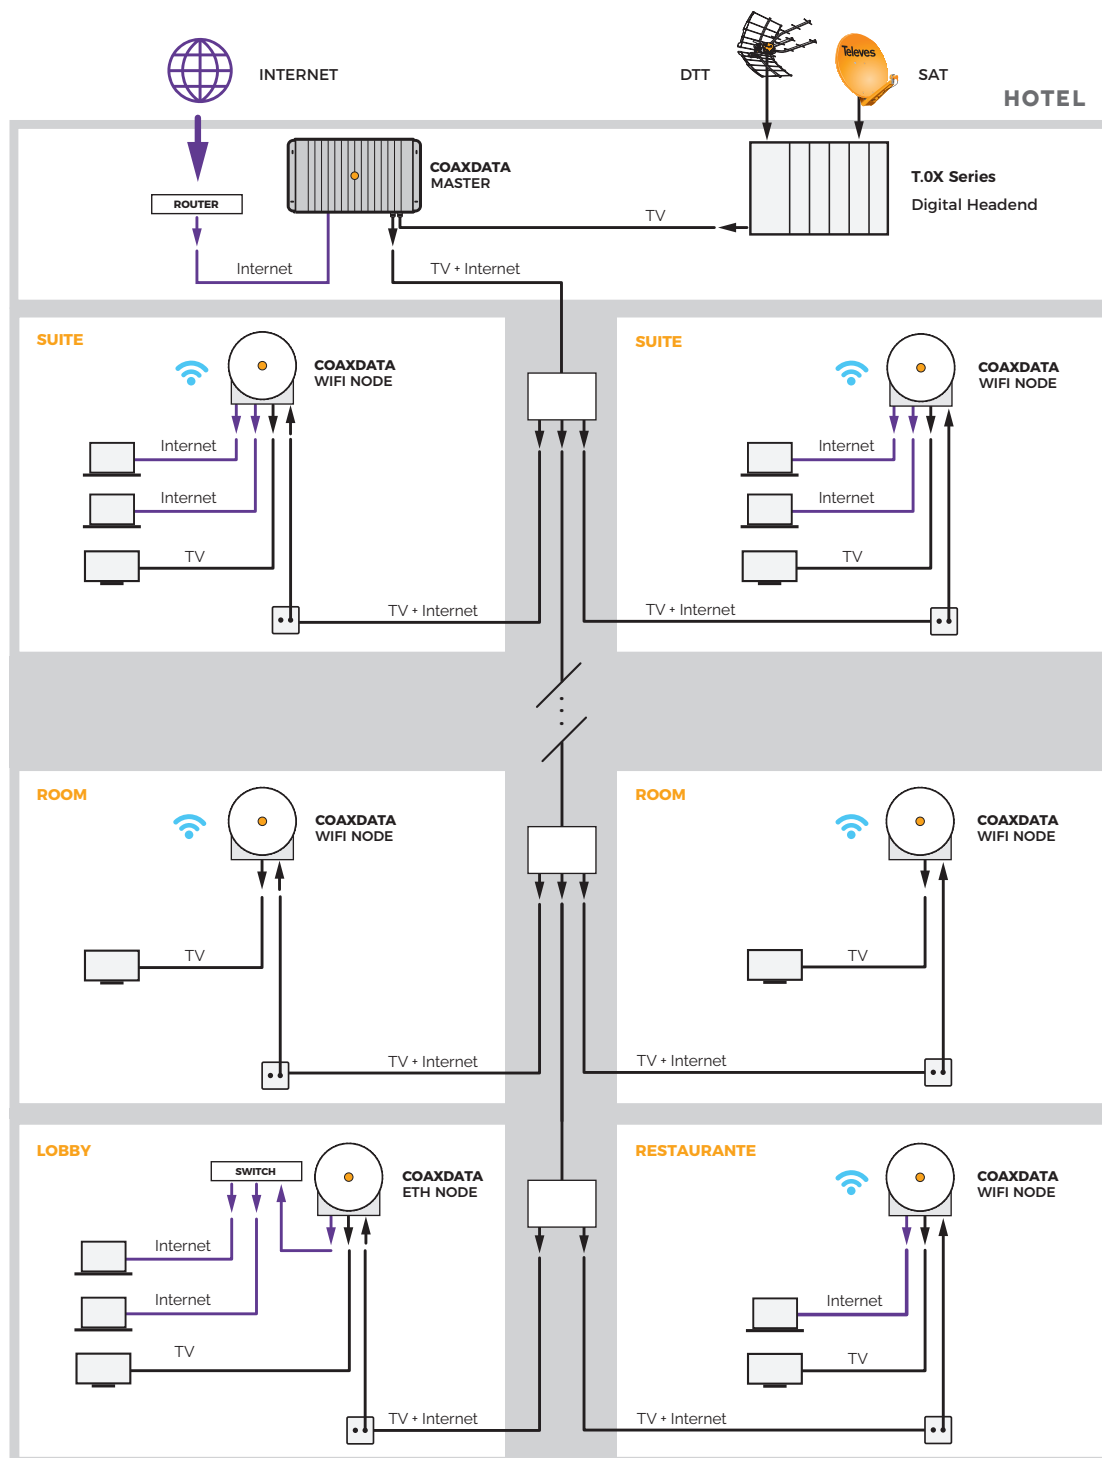 INTERNET
DTT
Televes
SAT
HOTEL
COAXDATA
MASTER
T.0X Series
Digital Headend
ROUTER
TV
Internet
TV + Internet
SUITE
COAXDATA
WIFI NODE
Internet
Internet
TV
TV + Internet
SUITE
COAXDATA
WIFI NODE
Internet
Internet
TV
TV + Internet
ROOM
COAXDATA
WIFI NODE
TV
TV + Internet
ROOM
COAXDATA
WIFI NODE
TV
TV + Internet
LOBBY
SWITCH
COAXDATA
ETH NODE
Internet
Internet
TV
TV + Internet
RESTAURANTE
COAXDATA
WIFI NODE
Internet
TV
TV + Internet